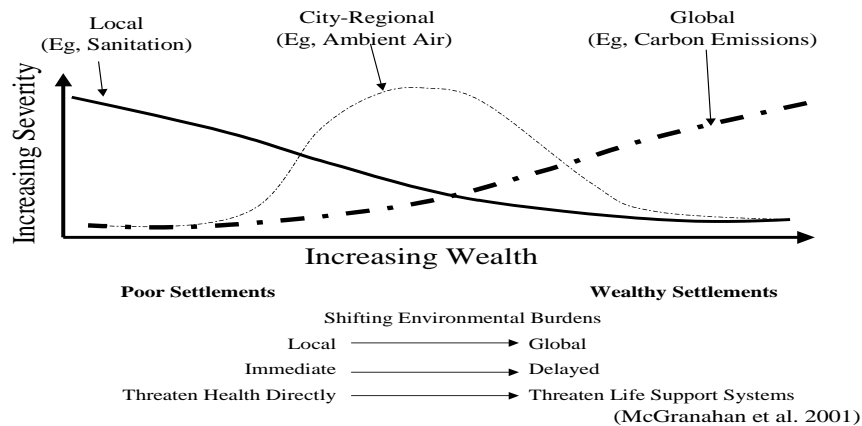 Local
(Eg, Sanitation)
City-Regional
(Eg, Ambient Air)
Global
(Eg, Carbon Emissions)
Increasing Severity
Increasing Wealth
Poor Settlements Wealthy Settlements
Shifting Environmental Burdens
Local Global
Immediate Delayed
Threaten Health Directly Threaten Life Support Systems
(McGranahan et al. 2001)